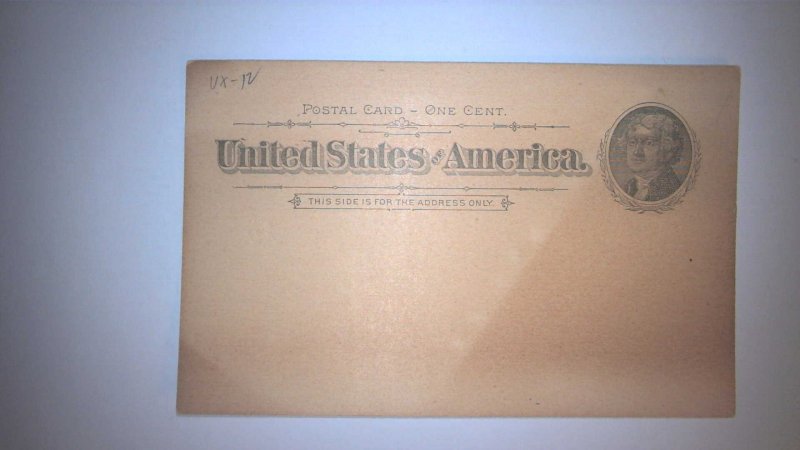 UX-12
POSTAL CARD - ONE CENT.
United States of America.
THIS SIDE IS FOR THE ADDRESS ONLY.